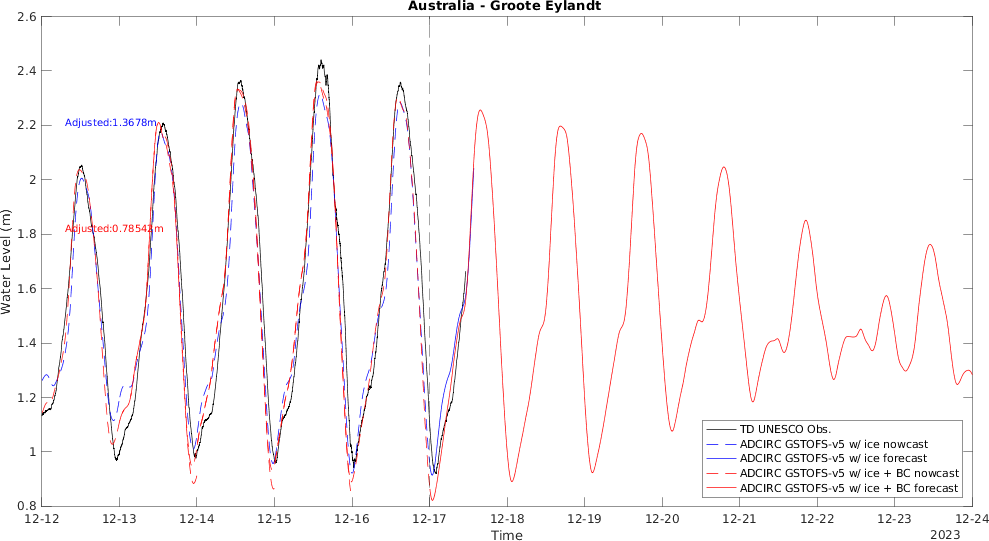 Australia - Groote Eylandt
Water Level (m)
2.6
2.4
2.2
2
1.8
1.6
1.4
1.2
1
0.8
Adjusted:1.3678m
Adjusted:0.78543m
TD UNESCO Obs.
ADCIRC GSTOFS-v5 w/ ice nowcast
ADCIRC GSTOFS-v5 w/ ice forecast
ADCIRC GSTOFS-v5 w/ ice + BC nowcast
ADCIRC GSTOFS-v5 w/ ice + BC forecast
12-12 12-13 12-14 12-15 12-16 12-17 12-18 12-19 12-20 12-21 12-22 12-23 12-24
Time
2023